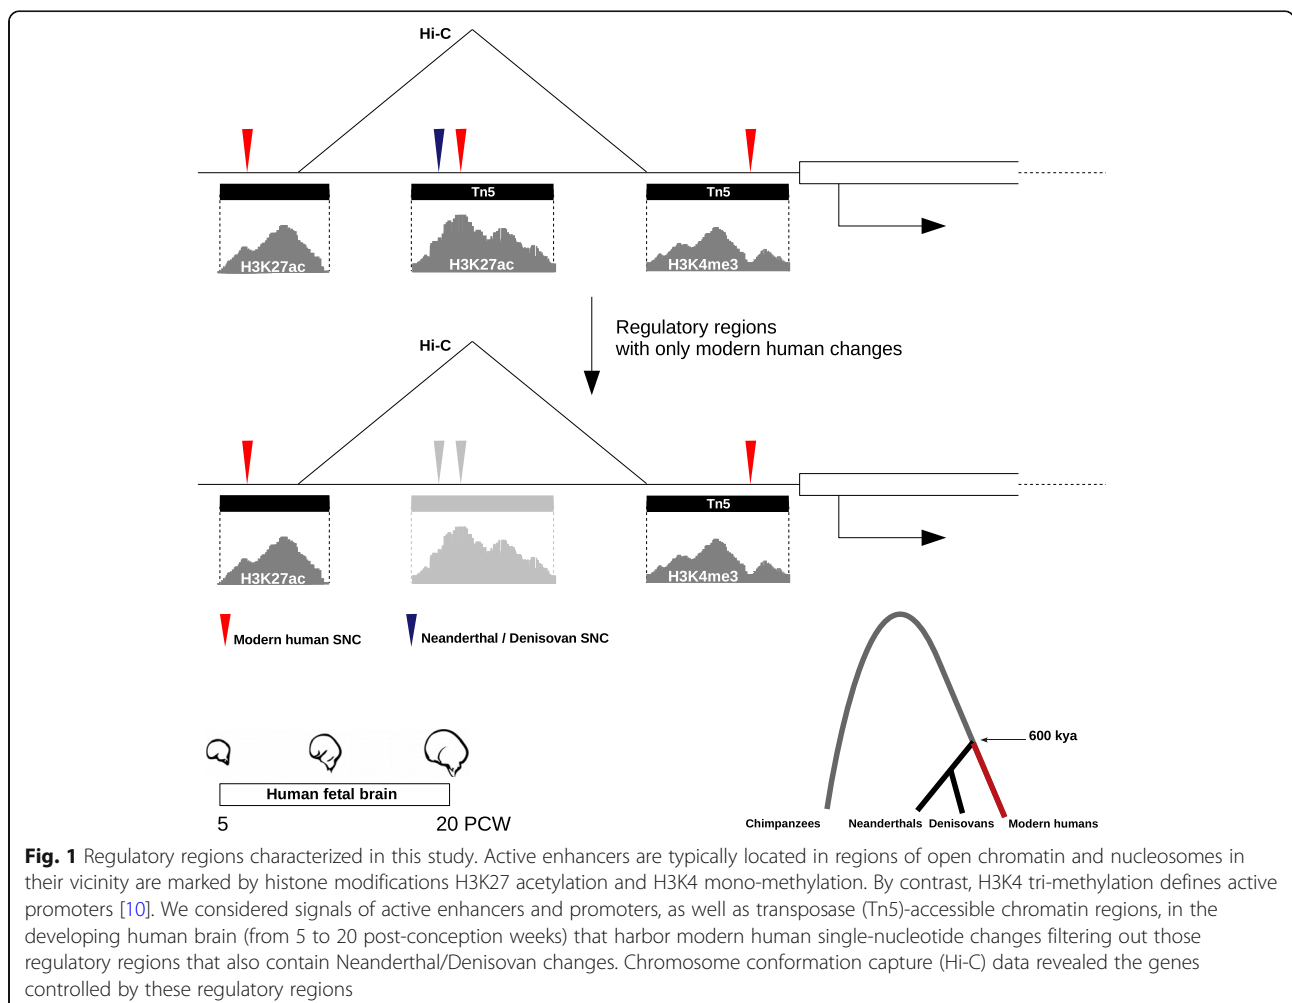 Hi-C
Tn5
Tn5
H3K27ac
H3K27ac
H3K4me3
Regulatory regions
with only modern human changes
Hi-C
Tn5
H3K27ac
H3K4me3
Modern human SNC
Neanderthal / Denisovan SNC
600 kya
Human fetal brain
5
20 PCW
Chimpanzees
Neanderthals
Denisovans
Modern humans
Fig. 1 Regulatory regions characterized in this study. Active enhancers are typically located in regions of open chromatin and nucleosomes in
their vicinity are marked by histone modifications H3K27 acetylation and H3K4 mono-methylation. By contrast, H3K4 tri-methylation defines active
promoters [10]. We considered signals of active enhancers and promoters, as well as transposase (Tn5)-accessible chromatin regions, in the
developing human brain (from 5 to 20 post-conception weeks) that harbor modern human single-nucleotide changes filtering out those
regulatory regions that also contain Neanderthal/Denisovan changes. Chromosome conformation capture (Hi-C) data revealed the genes
controlled by these regulatory regions